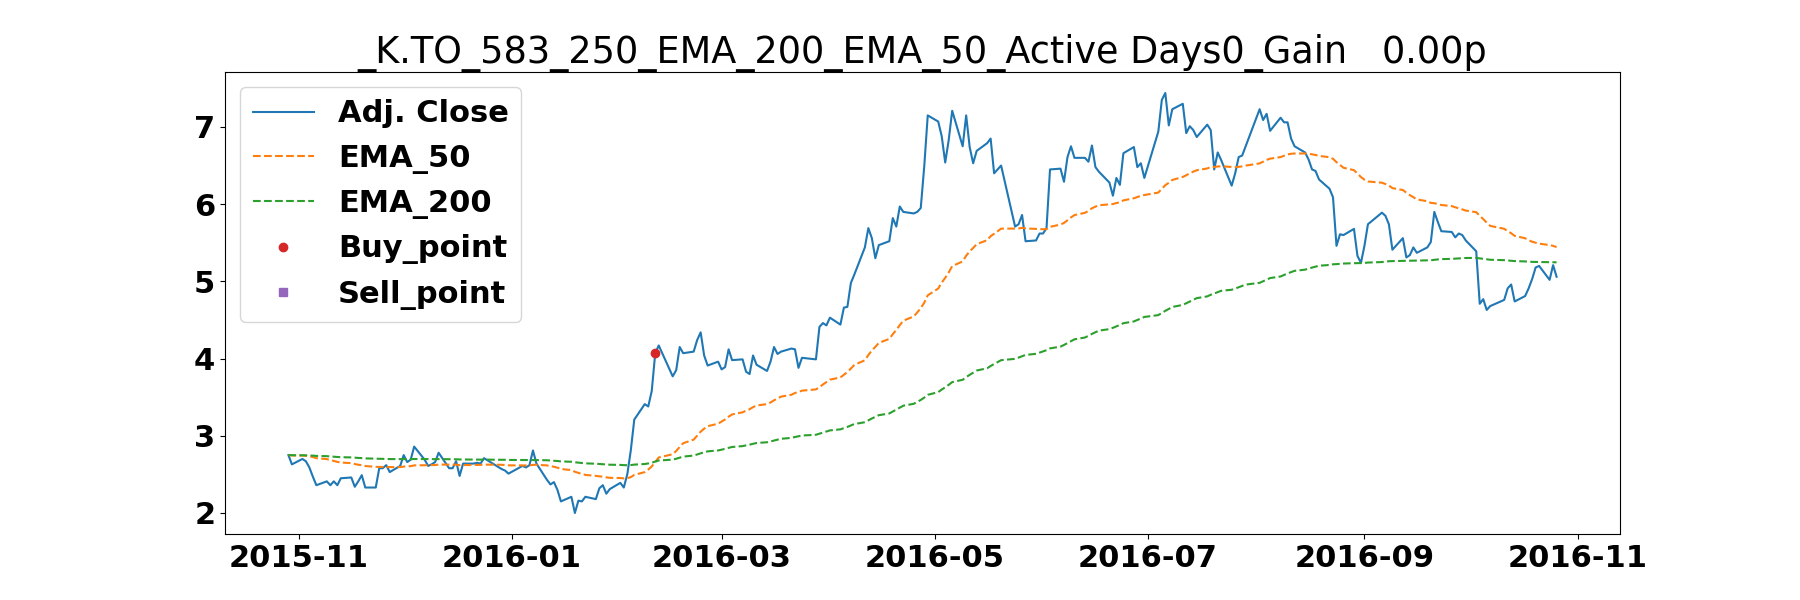 _K.TO_583_250_EMA_200_EMA_50_Active Days0_Gain   0.00p
Adj. Close
EMA_50
EMA_200
Buy_point
Sell_point
7
6
5
4
3
2
2015-11 2016-01 2016-03 2016-05 2016-07 2016-09 2016-11